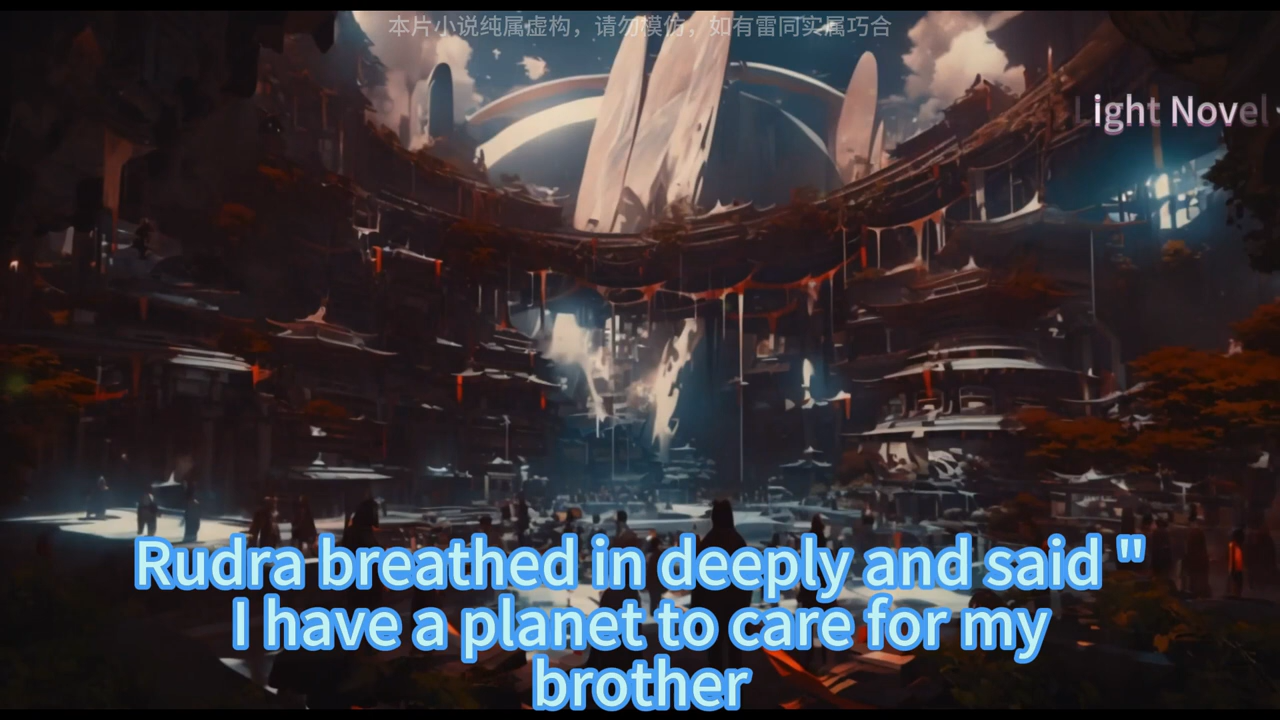 本片小说纯属虚构，请勿模仿，如有雷同实属巧合
Light Novel
Rudra breathed in deeply and said "
I have a planet to care for my
brother